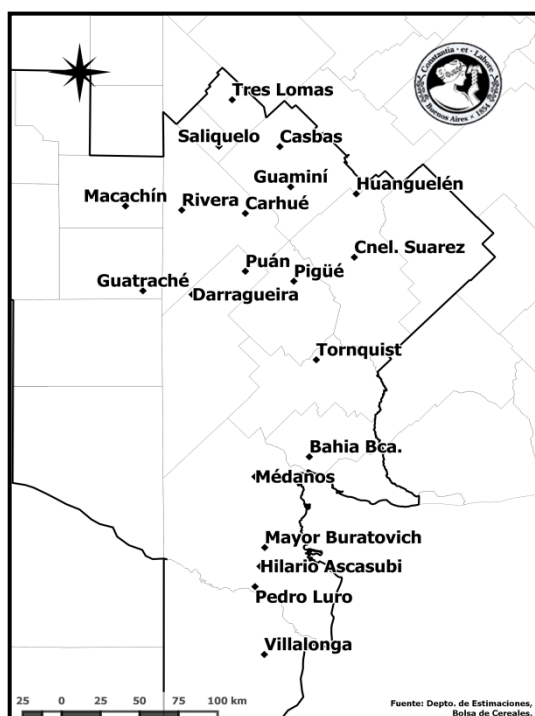 Constantia · et · Labore
Buenos Aires × 1854
Tres Lomas
Saliquelo
Casbas
Guaminí
Huanguelén
Macachín
Rivera
Carhué
Cnel. Suarez
Puán
Pigüé
Guatraché
Darragueira
Tornquist
Bahia Bca.
Médaños
Mayor Buratovich
Hilario Ascasubi
Pedro Luro
Villalonga
25 0 25 50 75 100 km
Fuente: Depto. de Estimaciones,
Bolsa de Cereales.